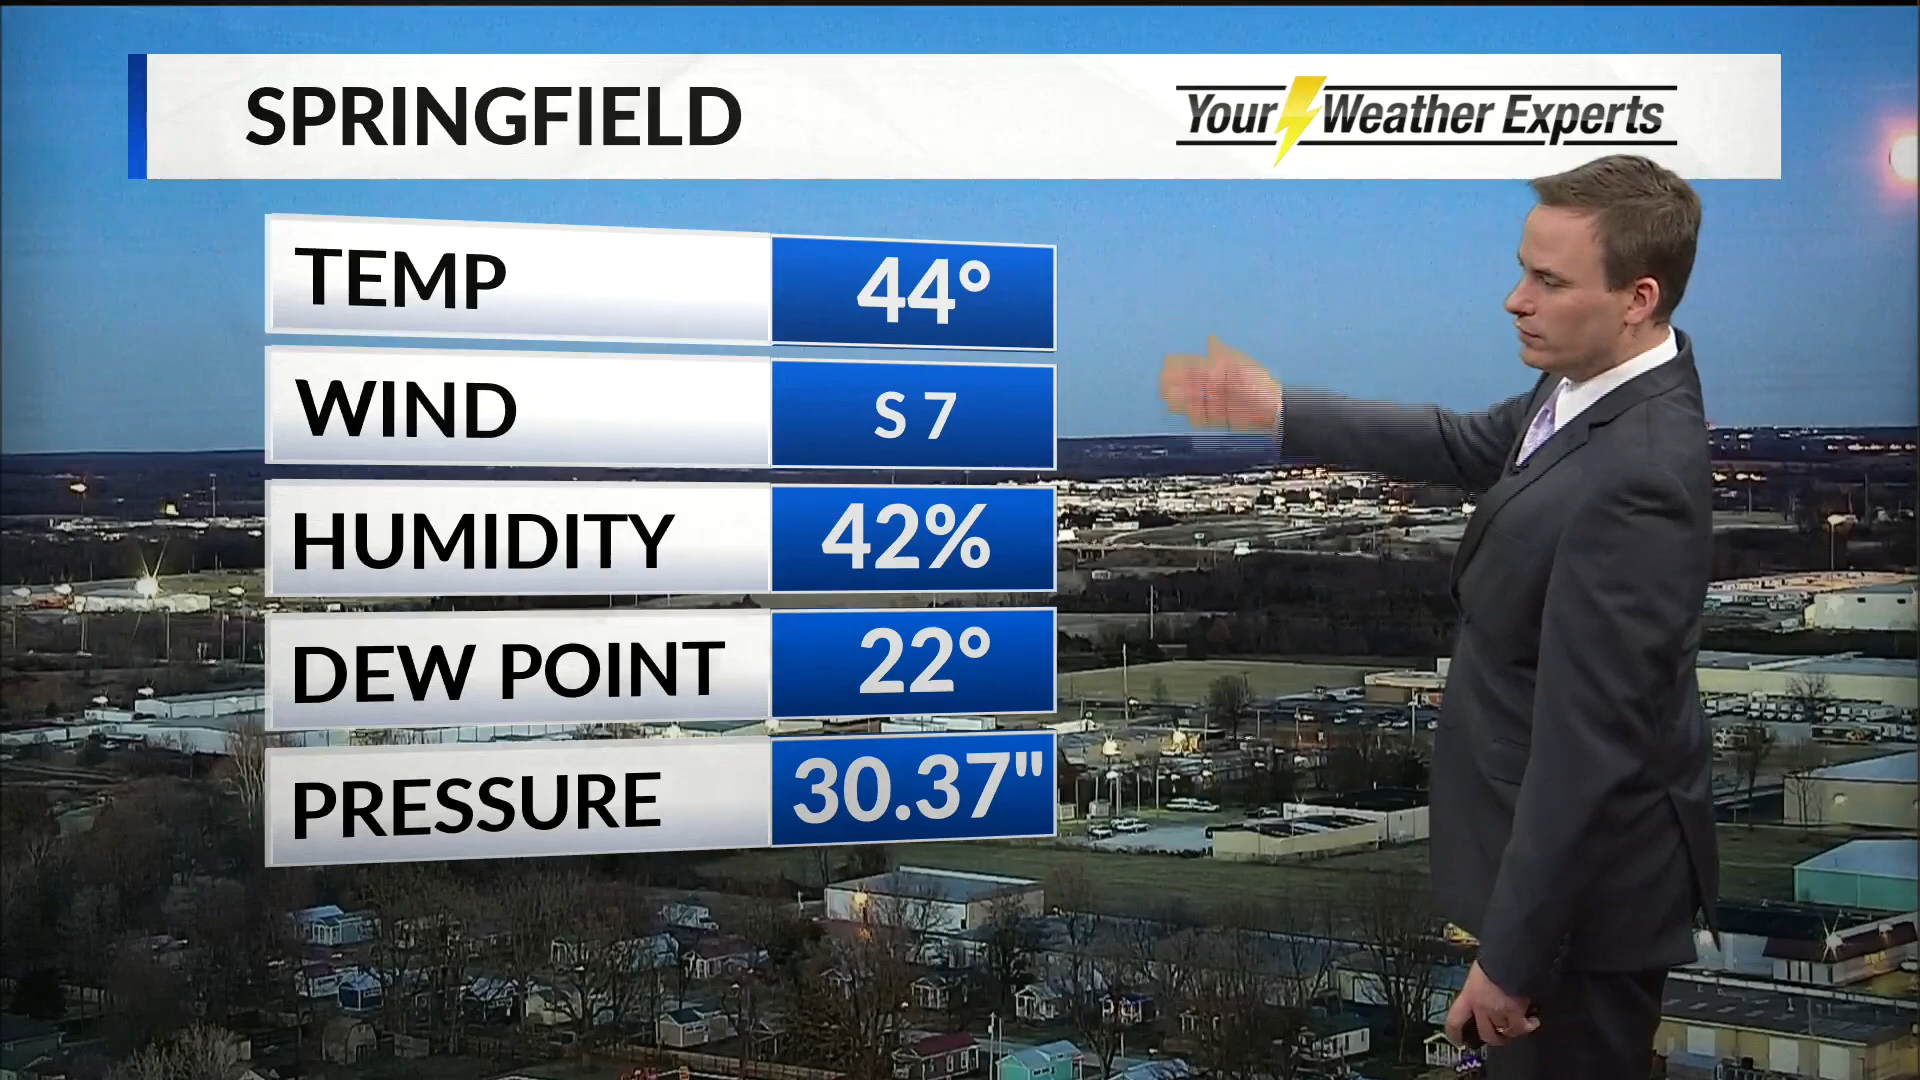 SPRINGFIELD
Your Weather Experts
TEMP 44°
WIND S 7
HUMIDITY 42%
DEW POINT 22°
PRESSURE 30.37"